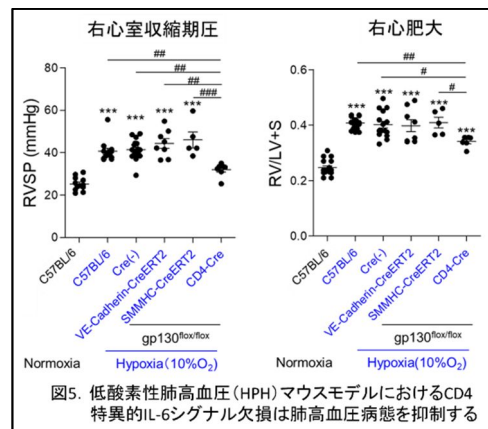 右心室収縮期圧
##
##
##
###
***
***
***
***
80
60
40
20
0
RVSP (mmHg)
C57BL/6
C57BL/6
Cre(-)
VE-Cadherin-CreERT2
SMMHC-CreERT2
CD4-Cre
gp130flox/flox
Normoxia
Hypoxia(10%O2)
右心肥大
##
#
#
***
***
***
***
***
0.6
0.4
0.2
0.0
RV/LV+S
C57BL/6
C57BL/6
Cre(-)
VE-Cadherin-CreERT2
SMMHC-CreERT2
CD4-Cre
gp130flox/flox
Normoxia
Hypoxia(10%O2)
図5. 低酸素性肺高血圧(HPH)マウスモデルにおけるCD4
特異的IL-6シグナル欠損は肺高血圧病態を抑制する